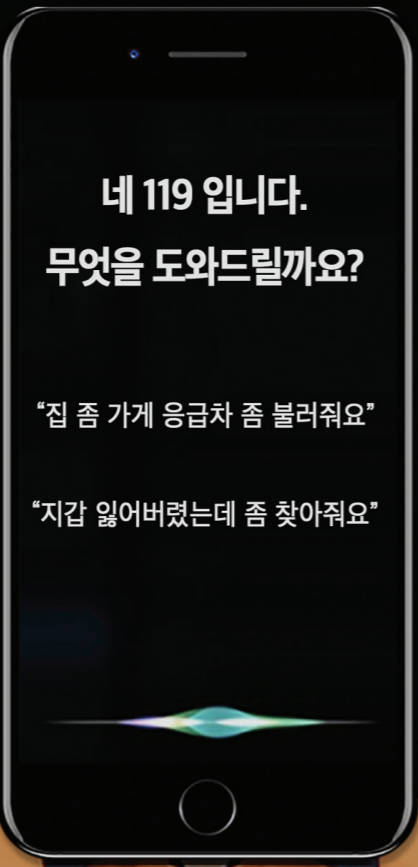 네 119 입니다.
무엇을 도와드릴까요?
“집 좀 가게 응급차 좀 불러줘요”
“지갑 잃어버렸는데 좀 찾아줘요”